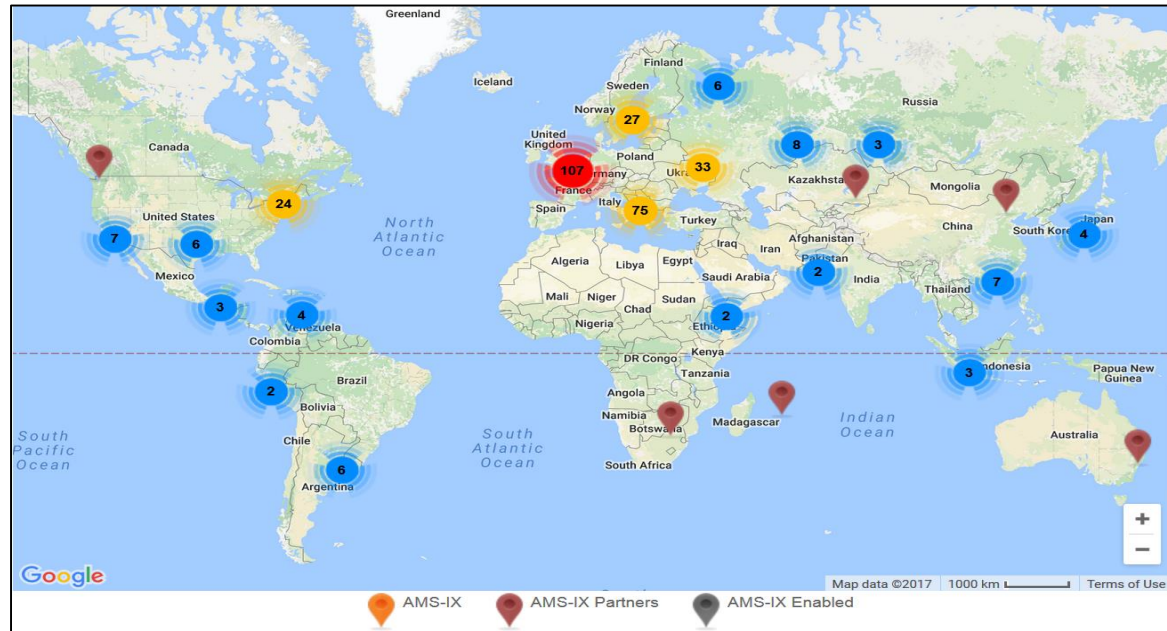 Greenland
Iceland
Finland
Sweden
Norway
6
Russia
27
United
Kingdom
Canada
8
3
Poland
107
Germany
33
Ukr
France
Kazakhsta
Mongolia
24
United States
North
Atlantic
Ocean
Spain
Italy
75
Turkey
China
South Kore
Japan
7
6
4
Iraq
Iran
Afghanistan
Pakistan
2
Algeria
Libya
Egypt
Saudi Arabia
India
Thailand
7
Mexico
Mali
Niger
Chad
Sudan
3
4
Venezuela
Nigeria
2
Ethiopia
Colombia
DR Congo
Kenya
Tanzania
3
Indonesia
Papua New
Guinea
2
Brazil
Angola
Bolivia
Namibia
Botswana
Madagascar
Indian
Ocean
South
Pacific
Ocean
Chile
South
Atlantic
Ocean
Australia
6
Argentina
South Africa
+
−
Google
Map data ©2017
1000 km
Terms of Use
AMS-IX
AMS-IX Partners
AMS-IX Enabled